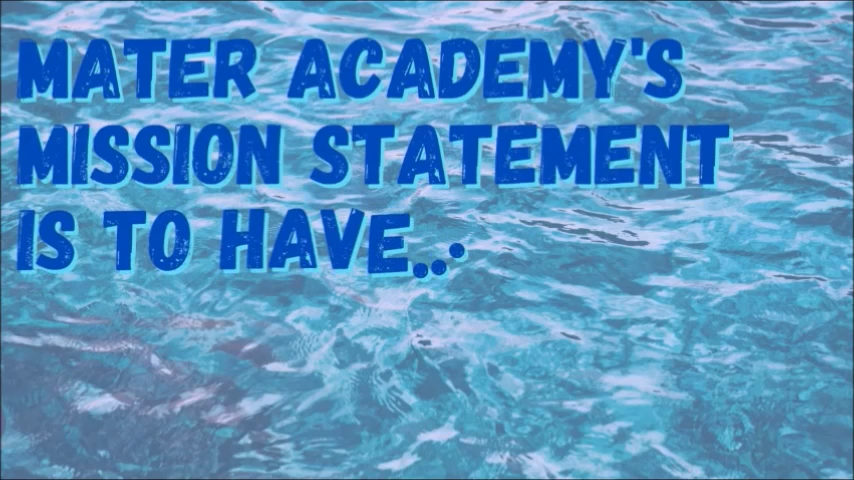 MATER ACADEMY'S
MISSION STATEMENT
IS TO HAVE...